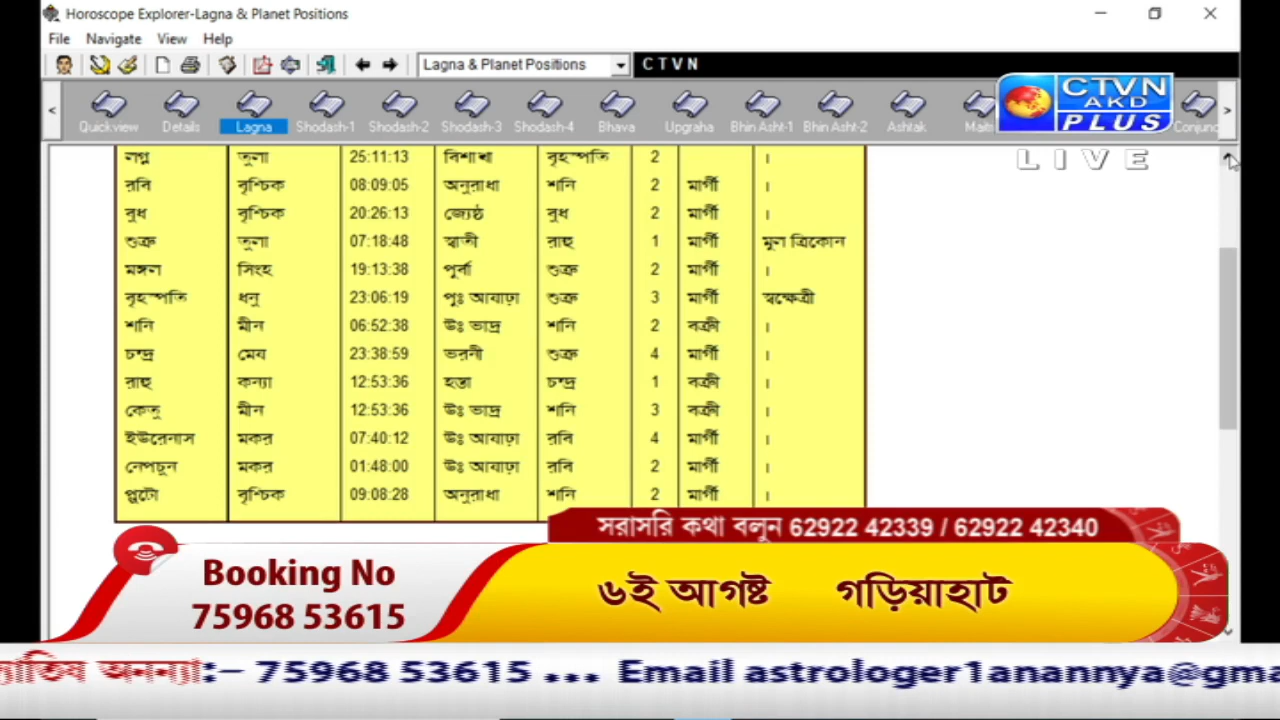 Horoscope Explorer-Lagna & Planet Positions
File Navigate View Help
Lagna & Planet Positions CTVN
Quickview Details Lagna Shodash-1 Shodash-2 Shodash-3 Shodash-4 Bhava Upgraha Bhin Asht-1 Bhin Asht-2 Ashtak
CTVN
AKD
PLUS
LIVE
লগ্ন তুলা 25:11:13 বিশাখা বৃহস্পতি 2 ।
রবি বৃশ্চিক 08:09:05 অনুরাধা শনি 2 মার্গী ।
বুধ বৃশ্চিক 20:26:13 জ্যেষ্ঠ বুধ 2 মার্গী ।
শুক্র তুলা 07:18:48 স্বাতী রাহু 1 মার্গী মুল ত্রিকোন
মঙ্গল সিংহ 19:13:38 পুর্বা শুক্র 2 মার্গী ।
বৃহস্পতি ধনু 23:06:19 পুঃ আষাঢ়া শুক্র 3 মার্গী স্বক্ষেত্রী
শনি মীন 06:52:38 উঃ ভাদ্র শনি 2 বক্রী ।
চন্দ্র মেষ 23:38:59 ভরনী শুক্র 4 মার্গী ।
রাহু কন্যা 12:53:36 হস্তা চন্দ্র 1 বক্রী ।
কেতু মীন 12:53:36 উঃ ভাদ্র শনি 3 বক্রী ।
ইউরেনাস মকর 07:40:12 উঃ আষাঢ়া রবি 4 মার্গী ।
নেপচুন মকর 01:48:00 উঃ আষাঢ়া রবি 2 মার্গী ।
প্লুটো বৃশ্চিক 09:08:28 অনুরাধা শনি 2 মার্গী ।
সরাসরি কথা বলুন 62922 42339 / 62922 42340
Booking No
75968 53615
৬ই আগষ্ট গড়িয়াহাট
অনন্যা:- 75968 53615 ... Email astrologer1anannya@gma